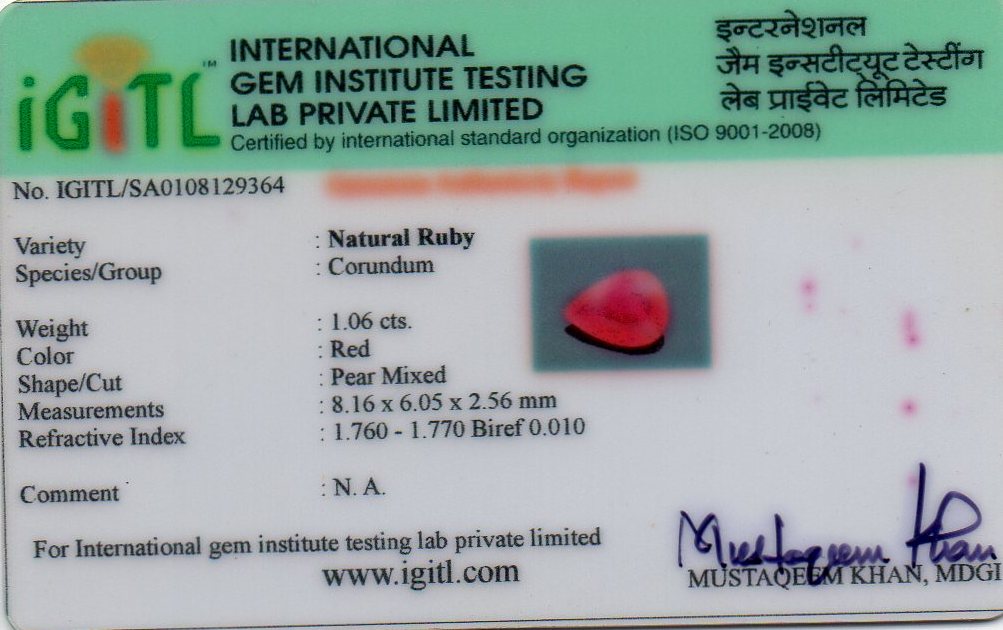 iGiTL™
INTERNATIONAL
GEM INSTITUTE TESTING
LAB PRIVATE LIMITED
Certified by international standard organization (ISO 9001-2008)
इन्टरनेशनल
जैम इन्सटीट्यूट टेस्टींग
लेब प्राईवेट लिमिटेड
No. IGITL/SA0108129364
Variety : Natural Ruby
Species/Group : Corundum
Weight : 1.06 cts.
Color : Red
Shape/Cut : Pear Mixed
Measurements : 8.16 x 6.05 x 2.56 mm
Refractive Index : 1.760 - 1.770 Biref 0.010
Comment : N. A.
For International gem institute testing lab private limited
www.igitl.com
Mustaqeem Khan
MUSTAQEEM KHAN, MDGI